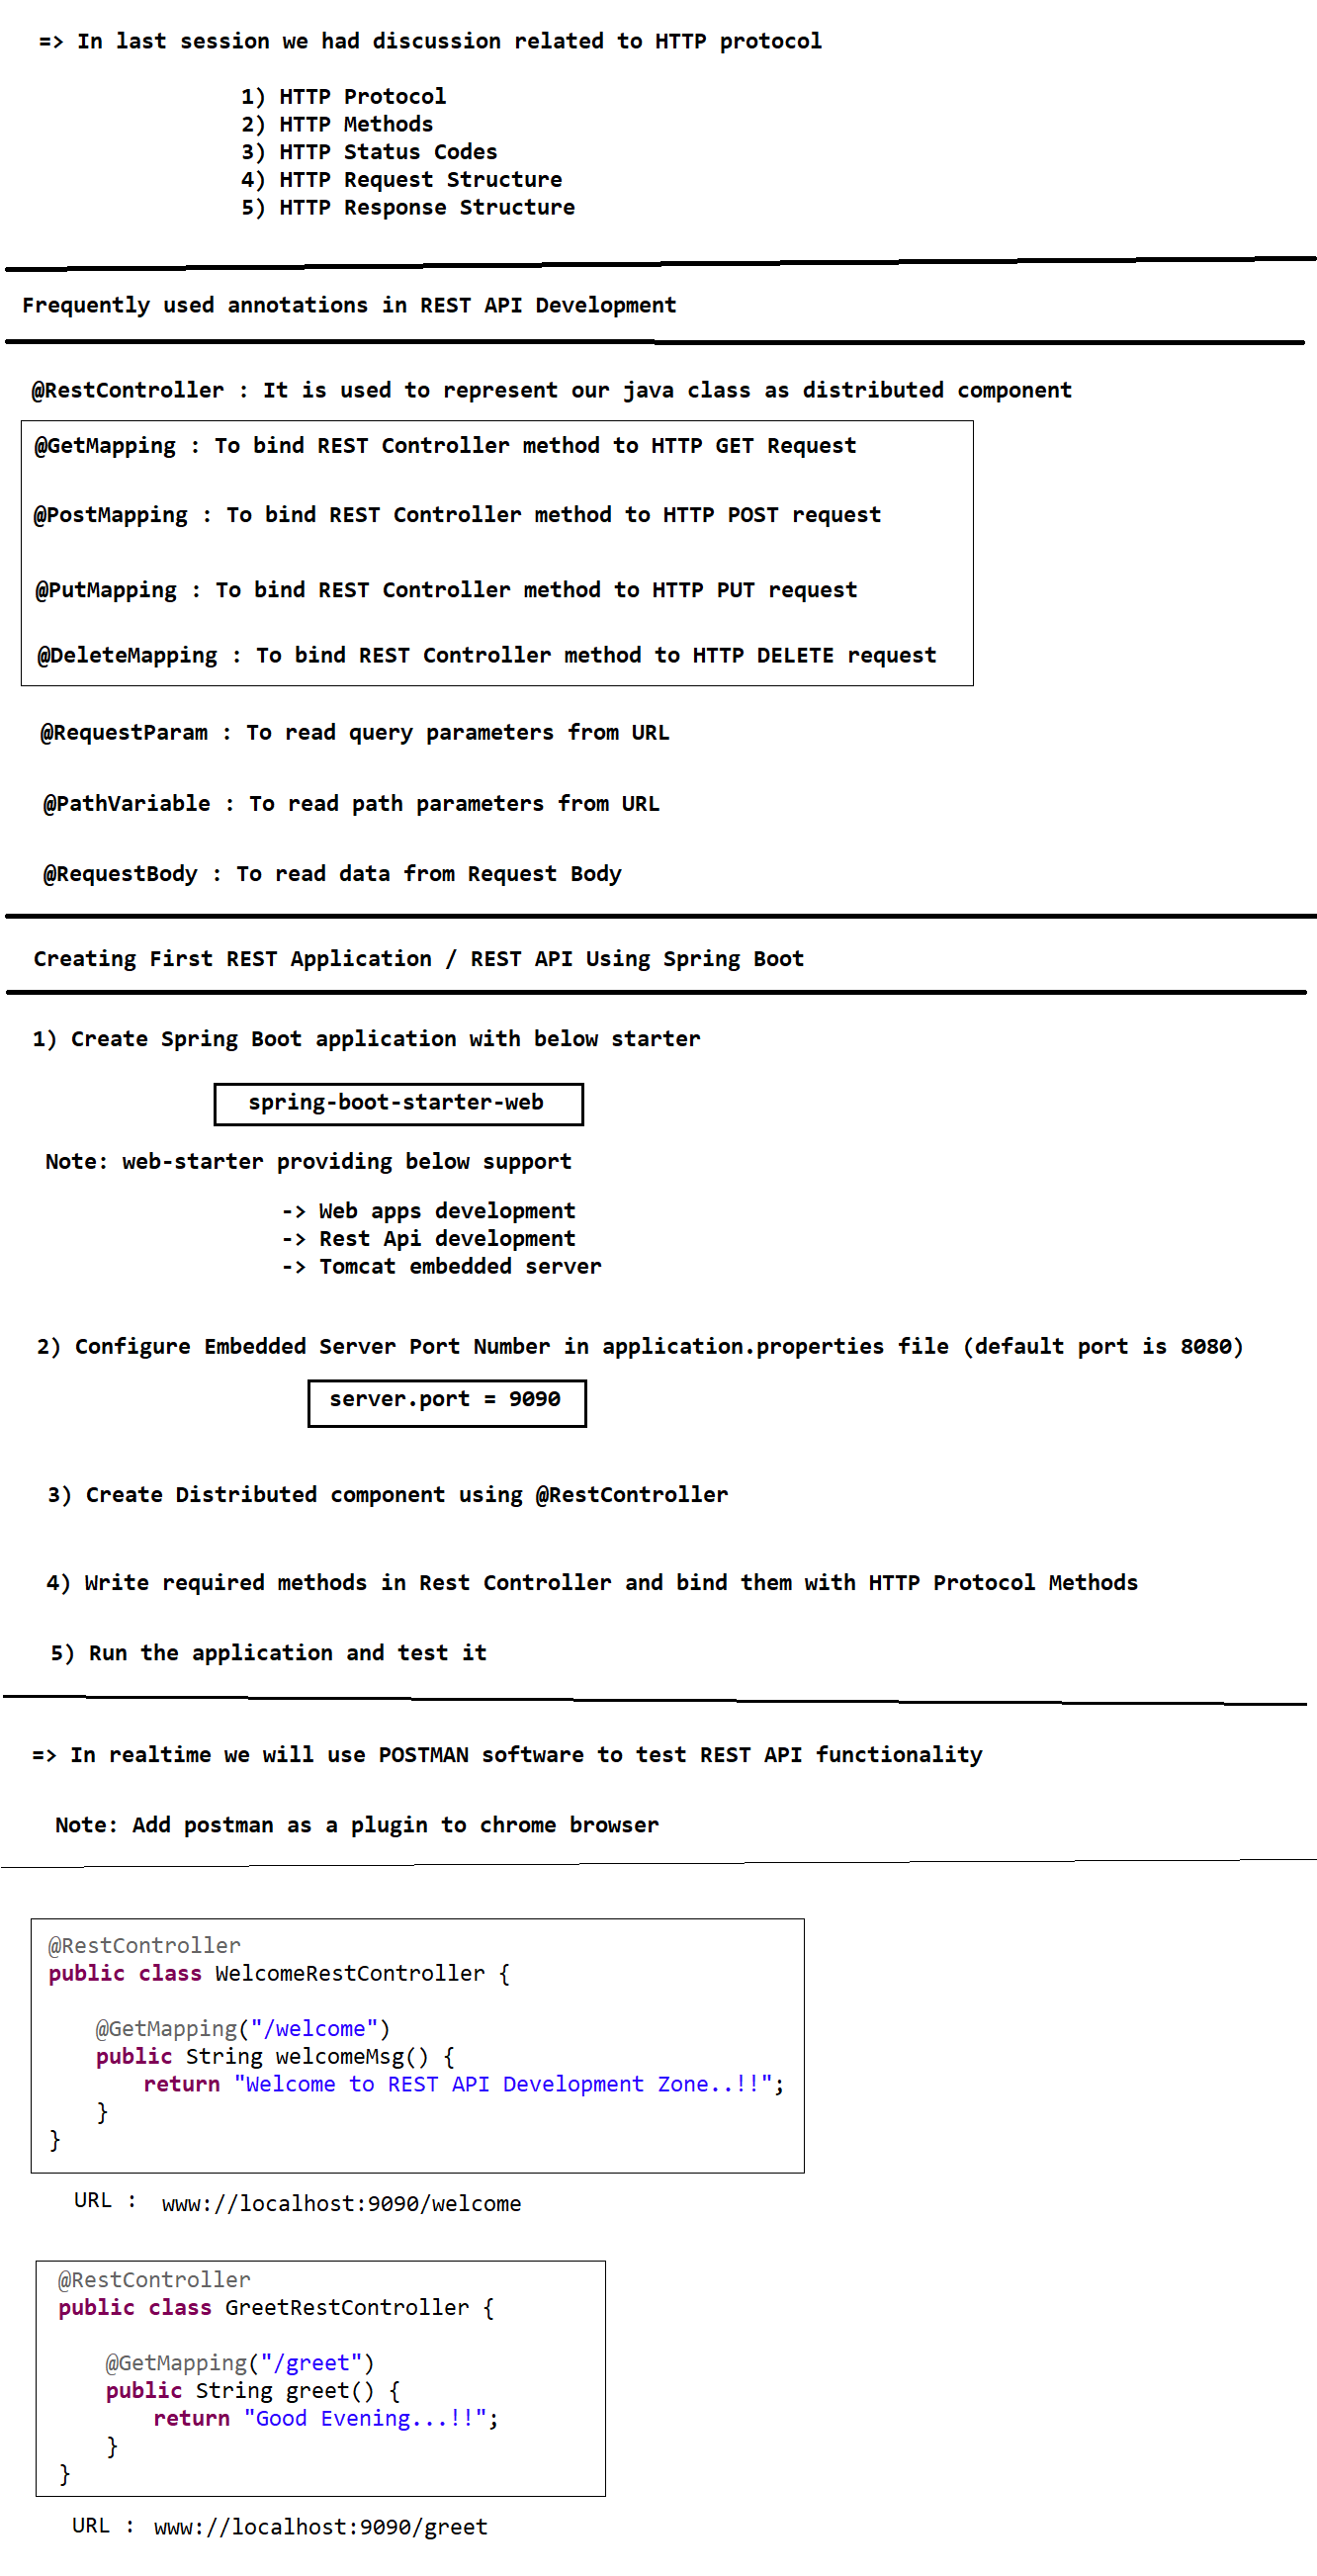 => In last session we had discussion related to HTTP protocol
1) HTTP Protocol
2) HTTP Methods
3) HTTP Status Codes
4) HTTP Request Structure
5) HTTP Response Structure
Frequently used annotations in REST API Development
@RestController : It is used to represent our java class as distributed component
@GetMapping : To bind REST Controller method to HTTP GET Request
@PostMapping : To bind REST Controller method to HTTP POST request
@PutMapping : To bind REST Controller method to HTTP PUT request
@DeleteMapping : To bind REST Controller method to HTTP DELETE request
@RequestParam : To read query parameters from URL
@PathVariable : To read path parameters from URL
@RequestBody : To read data from Request Body
Creating First REST Application / REST API Using Spring Boot
1) Create Spring Boot application with below starter
spring-boot-starter-web
Note: web-starter providing below support
-> Web apps development
-> Rest Api development
-> Tomcat embedded server
2) Configure Embedded Server Port Number in application.properties file (default port is 8080)
server.port = 9090
3) Create Distributed component using @RestController
4) Write required methods in Rest Controller and bind them with HTTP Protocol Methods
5) Run the application and test it
=> In realtime we will use POSTMAN software to test REST API functionality
Note: Add postman as a plugin to chrome browser
@RestController
public class WelcomeRestController {
@GetMapping("/welcome")
public String welcomeMsg() {
return "Welcome to REST API Development Zone..!!";
}
}
URL : www://localhost:9090/welcome
@RestController
public class GreetRestController {
@GetMapping("/greet")
public String greet() {
return "Good Evening...!!";
}
}
URL : www://localhost:9090/greet